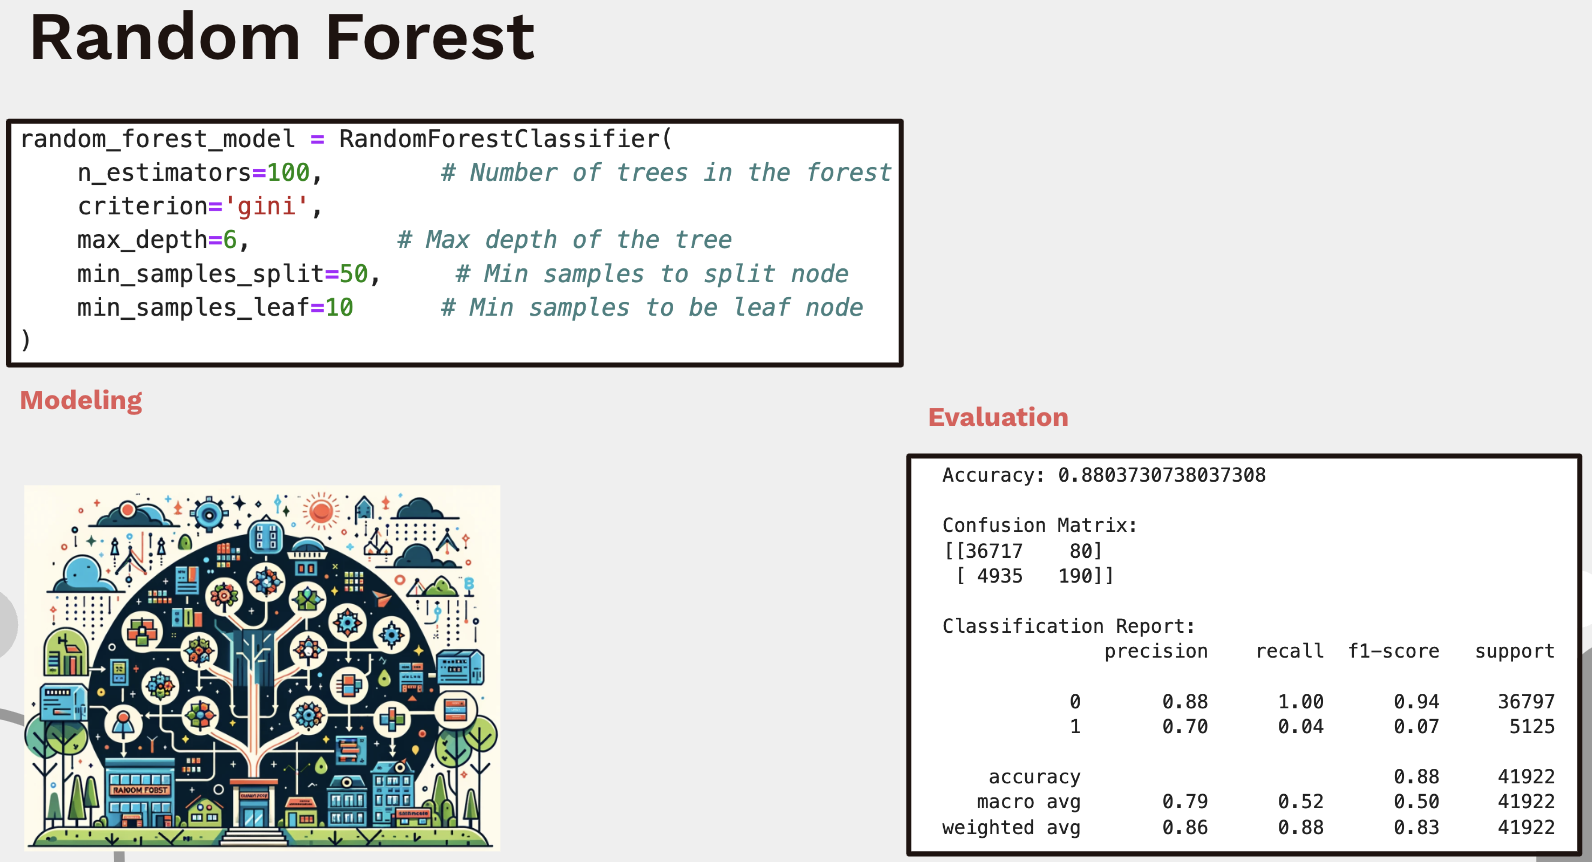 Random Forest
random_forest_model = RandomForestClassifier(
    n_estimators=100,        # Number of trees in the forest
    criterion='gini',
    max_depth=6,          # Max depth of the tree
    min_samples_split=50,     # Min samples to split node
    min_samples_leaf=10      # Min samples to be leaf node
)
Modeling
RANOOM FOBST
Evaluation
Accuracy: 0.8803730738037308
Confusion Matrix:
[[36717    80]
 [ 4935   190]]
Classification Report:
              precision    recall  f1-score   support
           0       0.88      1.00      0.94     36797
           1       0.70      0.04      0.07      5125
    accuracy                           0.88     41922
   macro avg       0.79      0.52      0.50     41922
weighted avg       0.86      0.88      0.83     41922